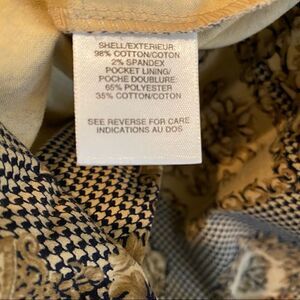 SHELL/EXTERIEUR:
98% COTTON/COTON
2% SPANDEX
POCKET LINING/
POCHE DOUBLURE:
65% POLYESTER
35% COTTON/COTON
SEE REVERSE FOR CARE
INDICATIONS AU DOS